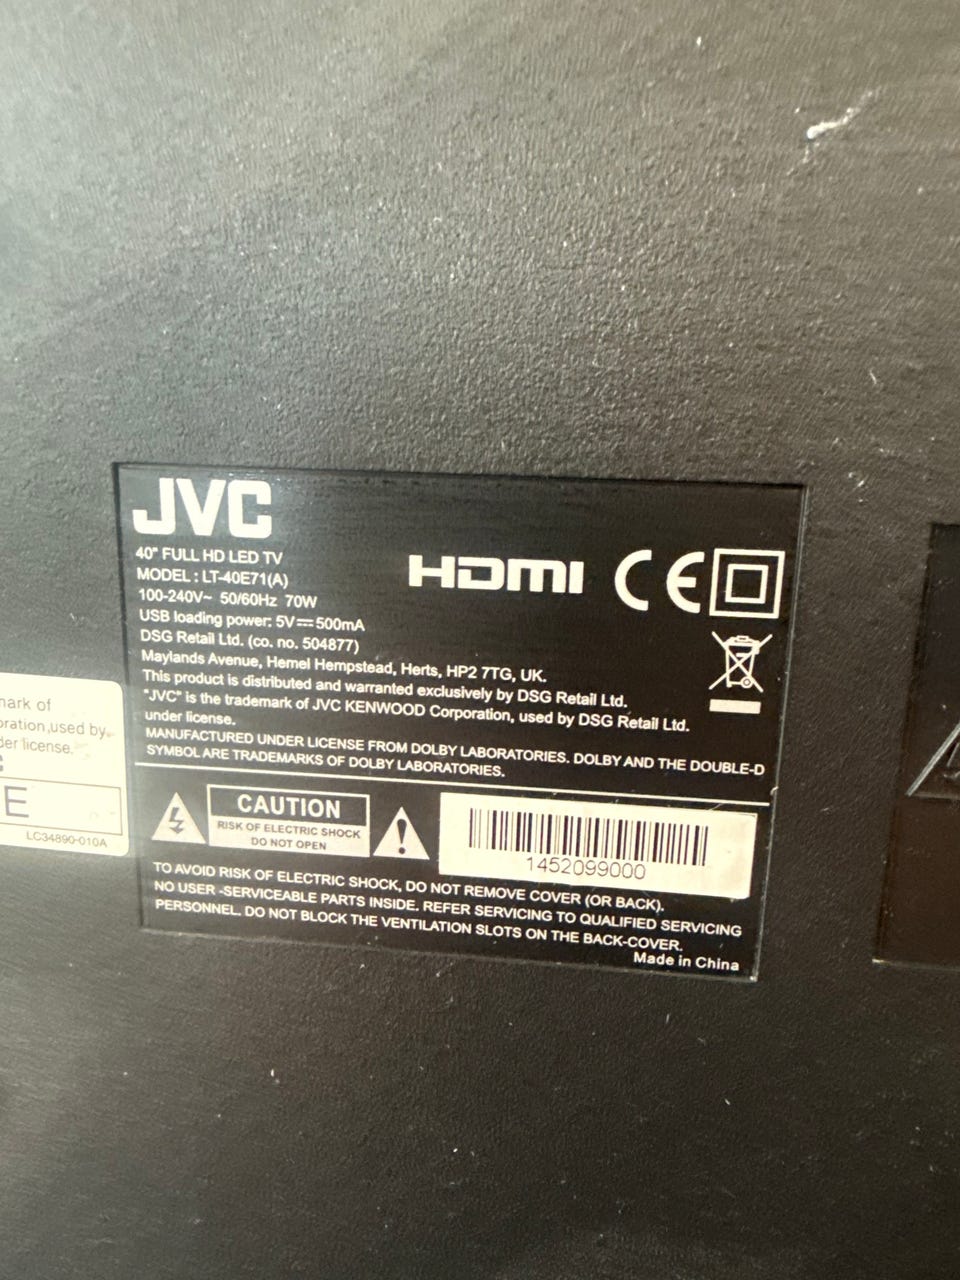 JVC
40" FULL HD LED TV
MODEL : LT-40E71(A)
100-240V~ 50/60Hz 70W
USB loading power: 5V⎓500mA
DSG Retail Ltd. (co. no. 504877)
Maylands Avenue, Hemel Hempstead, Herts, HP2 7TG, UK.
This product is distributed and warranted exclusively by DSG Retail Ltd.
"JVC" is the trademark of JVC KENWOOD Corporation, used by DSG Retail Ltd.
under license.
MANUFACTURED UNDER LICENSE FROM DOLBY LABORATORIES. DOLBY AND THE DOUBLE-D
SYMBOL ARE TRADEMARKS OF DOLBY LABORATORIES.
HDMI CE
CAUTION
RISK OF ELECTRIC SHOCK
DO NOT OPEN
1452099000
TO AVOID RISK OF ELECTRIC SHOCK, DO NOT REMOVE COVER (OR BACK).
NO USER -SERVICEABLE PARTS INSIDE. REFER SERVICING TO QUALIFIED SERVICING
PERSONNEL. DO NOT BLOCK THE VENTILATION SLOTS ON THE BACK-COVER.
Made in China
of
used by
license.
E
LC34890-010A